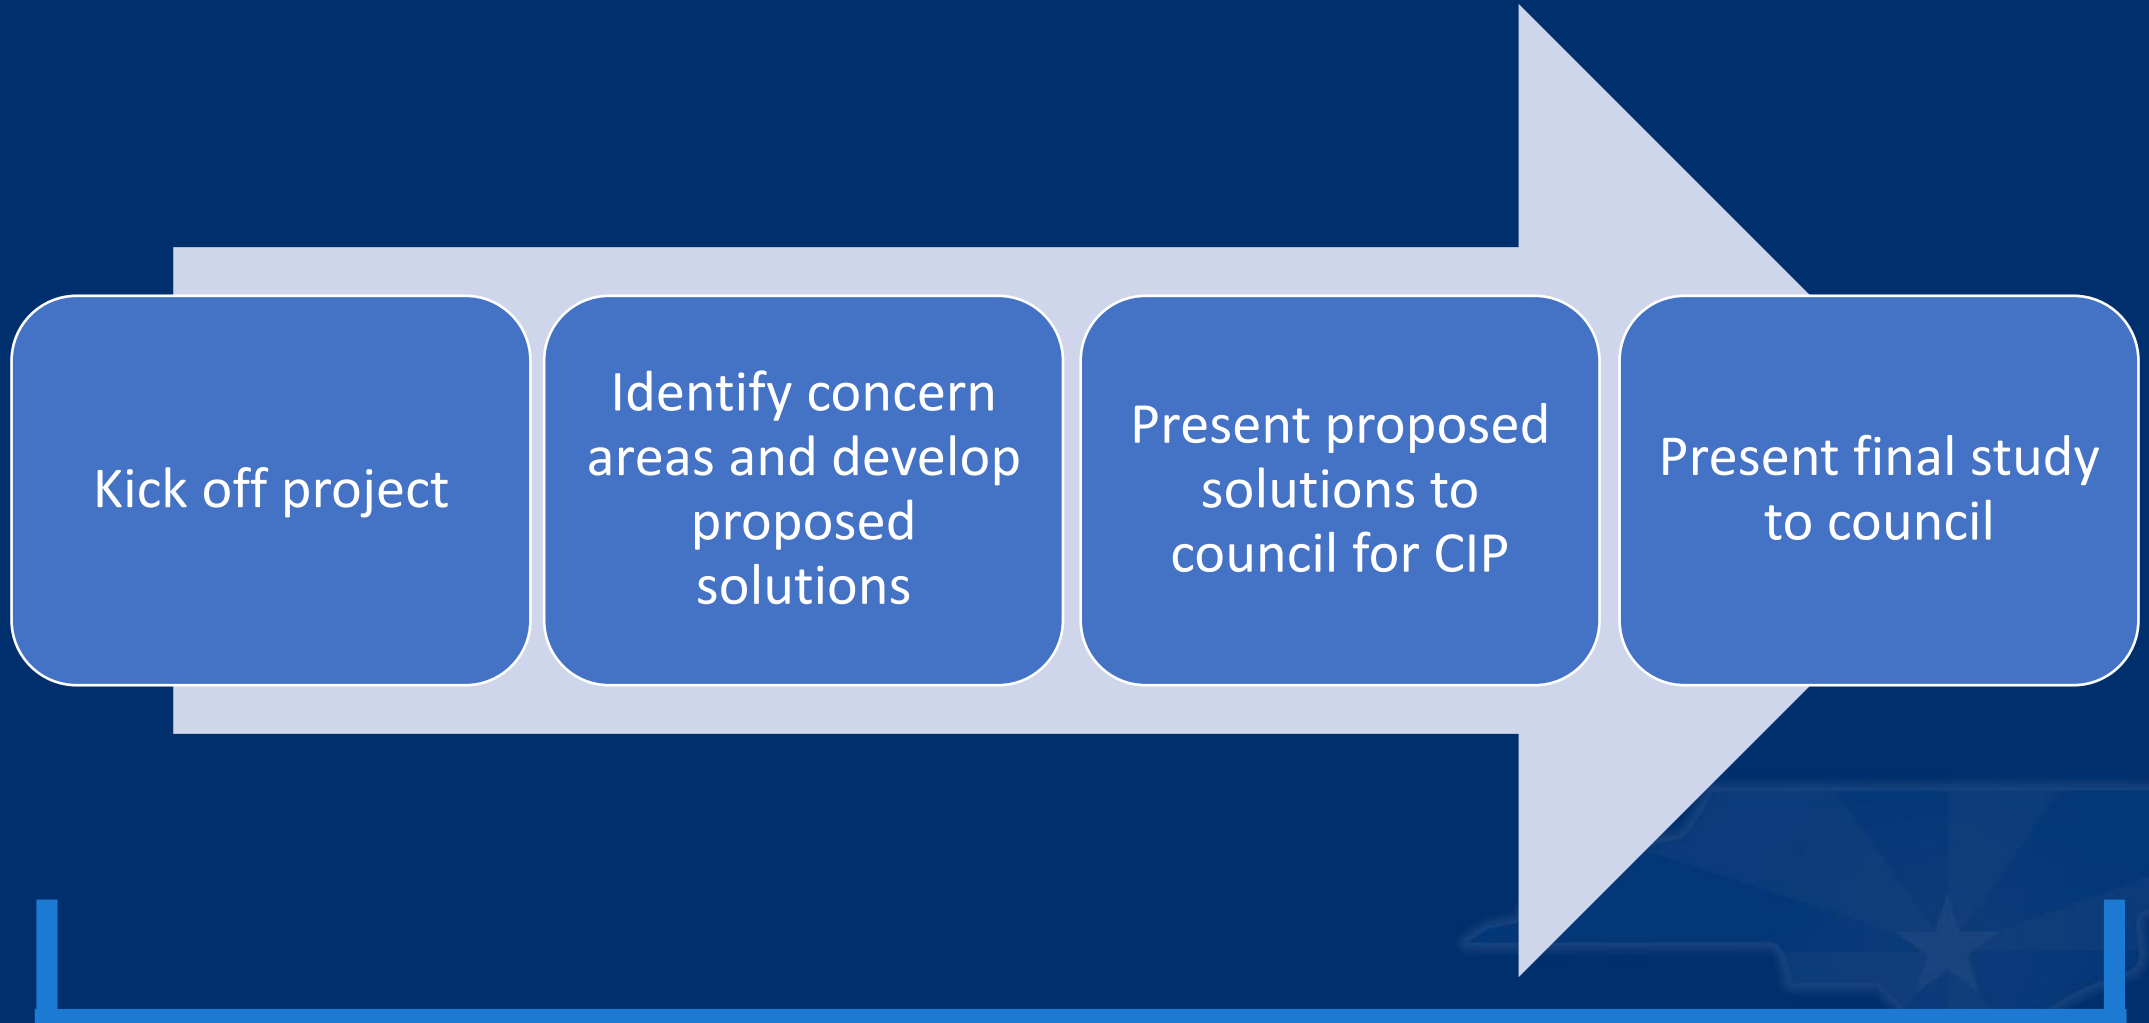 Kick off project
Identify concern
areas and develop
proposed
solutions
Present proposed
solutions to
council for CIP
Present final study
to council